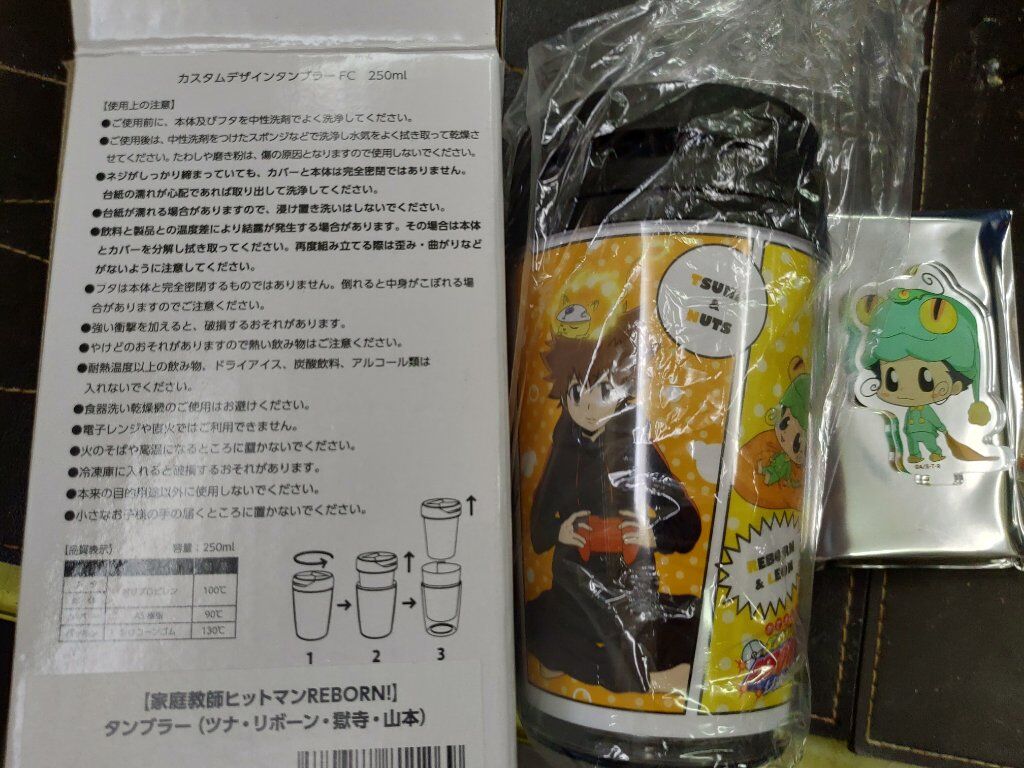 カスタムデザインタンブラー FC 250ml
【使用上の注意】
●ご使用前に、本体及びフタを中性洗剤でよく洗浄してください。
●ご使用後は、中性洗剤をつけたスポンジなどで洗浄し水気をよく拭き取って乾燥さ
せてください。たわしや磨き粉は、傷の原因となりますので使用しないでください。
●ネジがしっかり締まっていても、カバーと本体は完全密閉ではありません。
台紙の濡れが心配であれば取り出して洗浄してください。
●台紙が濡れる場合がありますので、浸け置き洗いはしないでください。
●飲料と製品との温度差により結露が発生する場合があります。その場合は本体
とカバーを分解し拭き取ってください。再度組み立てる際は歪み・曲がりなど
がないように注意してください。
●フタは本体と完全密閉するものではありません。倒れると中身がこぼれる場
合がありますのでご注意ください。
●強い衝撃を加えると、破損するおそれがあります。
●やけどのおそれがありますので熱い飲み物はご注意ください。
●耐熱温度以上の飲み物、ドライアイス、炭酸飲料、アルコール類は
入れないでください。
●食器洗い乾燥機のご使用はお避けください。
●電子レンジや直火ではご利用できません。
●火のそばや高温になるところに置かないでください。
●冷凍庫に入れると破損するおそれがあります。
●本来の目的用途以外に使用しないでください。
●小さなお子様の手の届くところに置かないでください。
【品質表示】 容量：250ml
ポリプロピレン 100℃
AS樹脂 90℃
シリコーンゴム 130℃
1 2 3
【家庭教師ヒットマンREBORN!】
タンブラー（ツナ・リボーン・獄寺・山本）
TSUNA
&
NUTS
REBORN
& LEON
©A/S・T・R